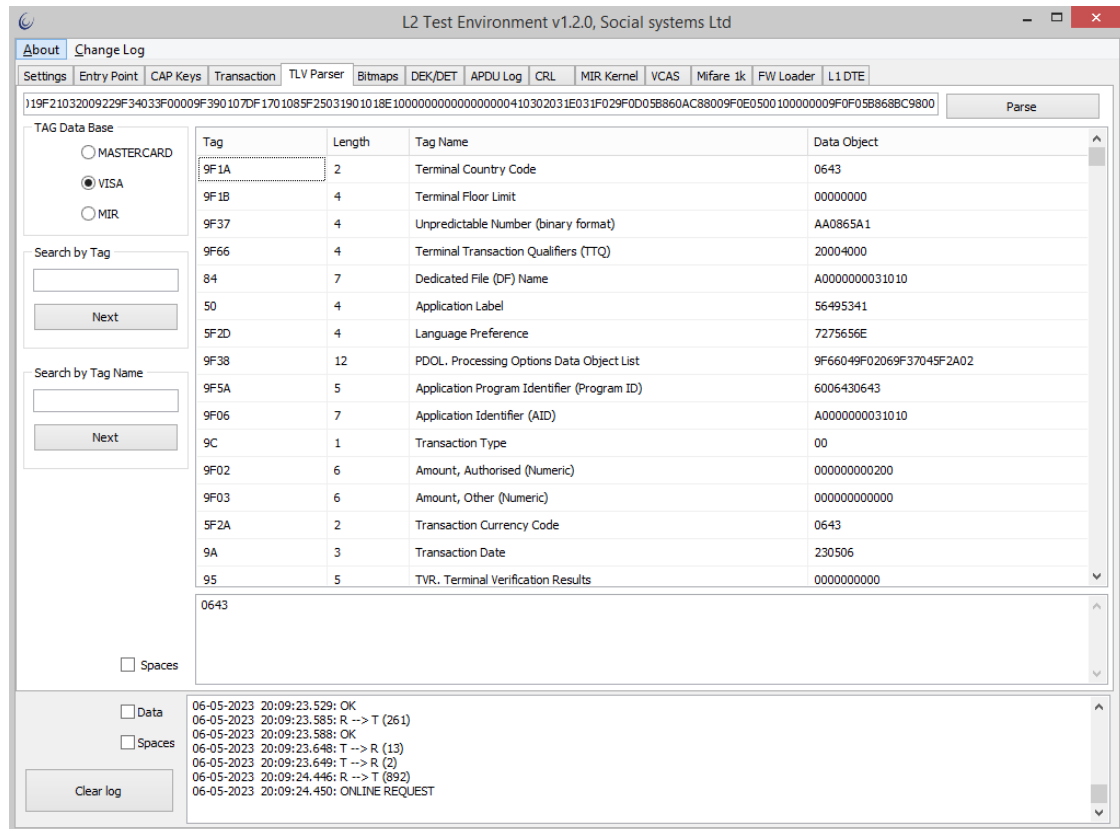 L2 Test Environment v1.2.0, Social systems Ltd
About Change Log
Settings Entry Point CAP Keys Transaction TLV Parser Bitmaps DEK/DET APDU Log CRL MIR Kernel VCAS Mifare 1k FW Loader L1 DTE
19F21032009229F34033F00009F390107DF1701085F25031901018E100000000000000000410302031E031F029F0D05B860AC88009F0E0500100000009F0F05B868BC9800 Parse
TAG Data Base
MASTERCARD
VISA
MIR
Search by Tag
Next
Search by Tag Name
Next
Tag Length Tag Name Data Object
9F1A 2 Terminal Country Code 0643
9F1B 4 Terminal Floor Limit 00000000
9F37 4 Unpredictable Number (binary format) AA0865A1
9F66 4 Terminal Transaction Qualifiers (TTQ) 20004000
84 7 Dedicated File (DF) Name A0000000031010
50 4 Application Label 56495341
5F2D 4 Language Preference 7275656E
9F38 12 PDOL. Processing Options Data Object List 9F66049F02069F37045F2A02
9F5A 5 Application Program Identifier (Program ID) 6006430643
9F06 7 Application Identifier (AID) A0000000031010
9C 1 Transaction Type 00
9F02 6 Amount, Authorised (Numeric) 000000000200
9F03 6 Amount, Other (Numeric) 000000000000
5F2A 2 Transaction Currency Code 0643
9A 3 Transaction Date 230506
95 5 TVR. Terminal Verification Results 0000000000
0643
Spaces
Data
Spaces
Clear log
06-05-2023 20:09:23.529: OK
06-05-2023 20:09:23.585: R --> T (261)
06-05-2023 20:09:23.588: OK
06-05-2023 20:09:23.648: T --> R (13)
06-05-2023 20:09:23.649: T --> R (2)
06-05-2023 20:09:24.446: R --> T (892)
06-05-2023 20:09:24.450: ONLINE REQUEST